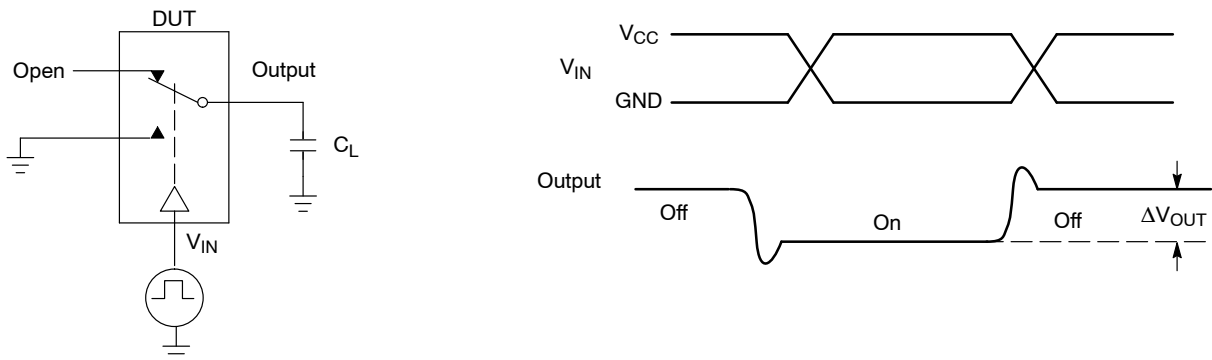 DUT
Open
Output
C_L
V_IN
V_CC
V_IN
GND
Output
Off
On
Off
ΔV_OUT